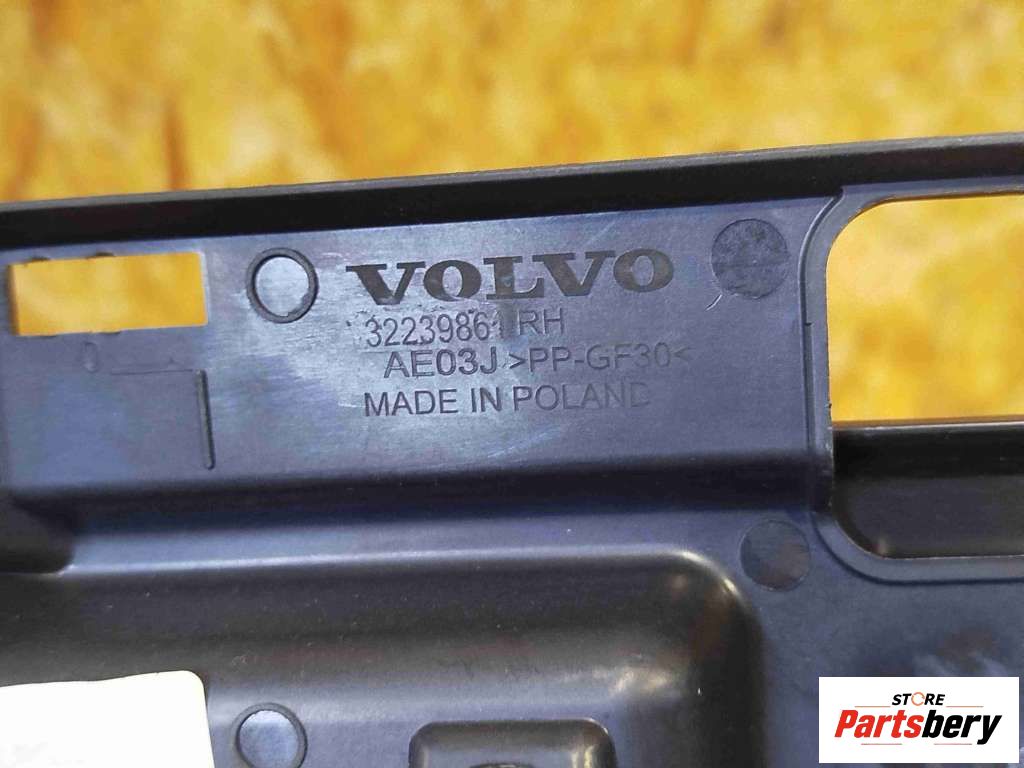 VOLVO
32239861 RH
AE03J >PP-GF30<
MADE IN POLAND
STORE
Partsbery